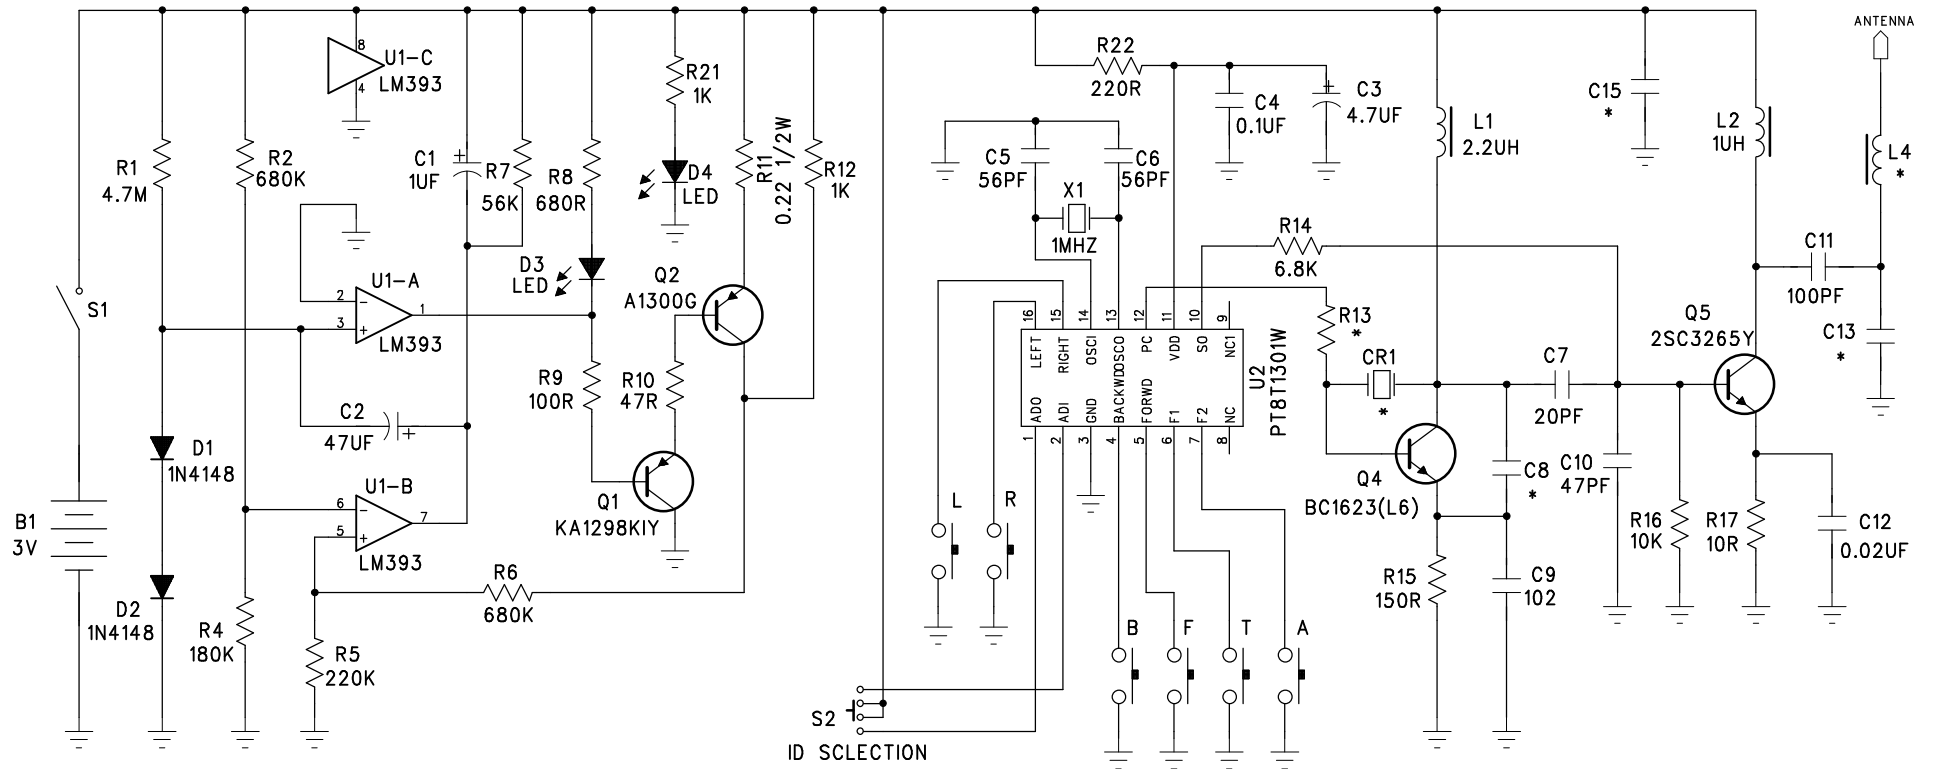 ANTENNA
8
U1-C
LM393
4
R21
1K
R22
220R
C4
0.1UF
+
C3
4.7UF
C15
*
L1
2.2UH
L2
1UH
L4
*
R1
4.7M
R2
680K
C1
1UF
+
R7
56K
R8
680R
D4
LED
R11
0.22 1/2W
R12
1K
C5
56PF
C6
56PF
X1
1MHZ
R14
6.8K
C11
100PF
S1
U1-A
2
-
3
+
1
LM393
D3
LED
Q2
A1300G
R13
*
Q5
2SC3265Y
C13
*
16
15
14
13
12
11
10
9
LEFT
RIGHT
OSCI
OSCO
PC
VDD
SO
NC1
U2
PT8T1301W
ADO
ADI
GND
BACKWD
FORWD
F1
F2
NC
1
2
3
4
5
6
7
8
CR1
*
C7
20PF
R9
100R
R10
47R
C2
47UF
+
D1
1N4148
U1-B
6
-
5
+
7
LM393
Q1
KA1298KIY
Q4
BC1623(L6)
C8
*
C10
47PF
B1
3V
L
R
R16
10K
R17
10R
C12
0.02UF
R6
680K
R15
150R
C9
102
D2
1N4148
R4
180K
R5
220K
B
F
T
A
S2
ID SCLECTION